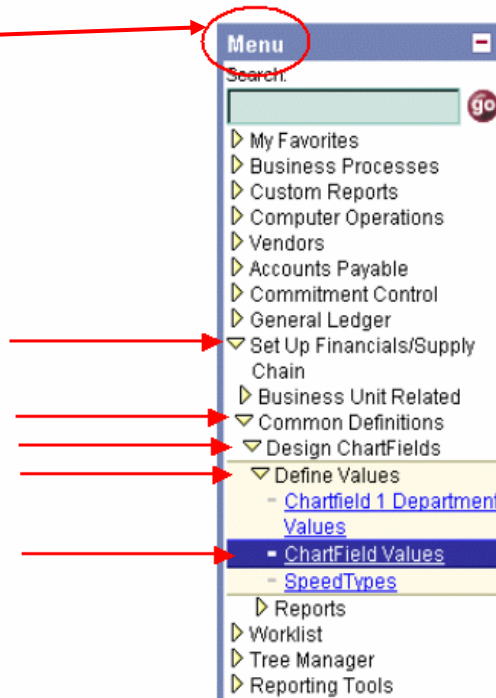 Menu
Search:
go
My Favorites
Business Processes
Custom Reports
Computer Operations
Vendors
Accounts Payable
Commitment Control
General Ledger
Set Up Financials/Supply
Chain
Business Unit Related
Common Definitions
Design ChartFields
Define Values
Chartfield 1 Department
Values
ChartField Values
SpeedTypes
Reports
Worklist
Tree Manager
Reporting Tools